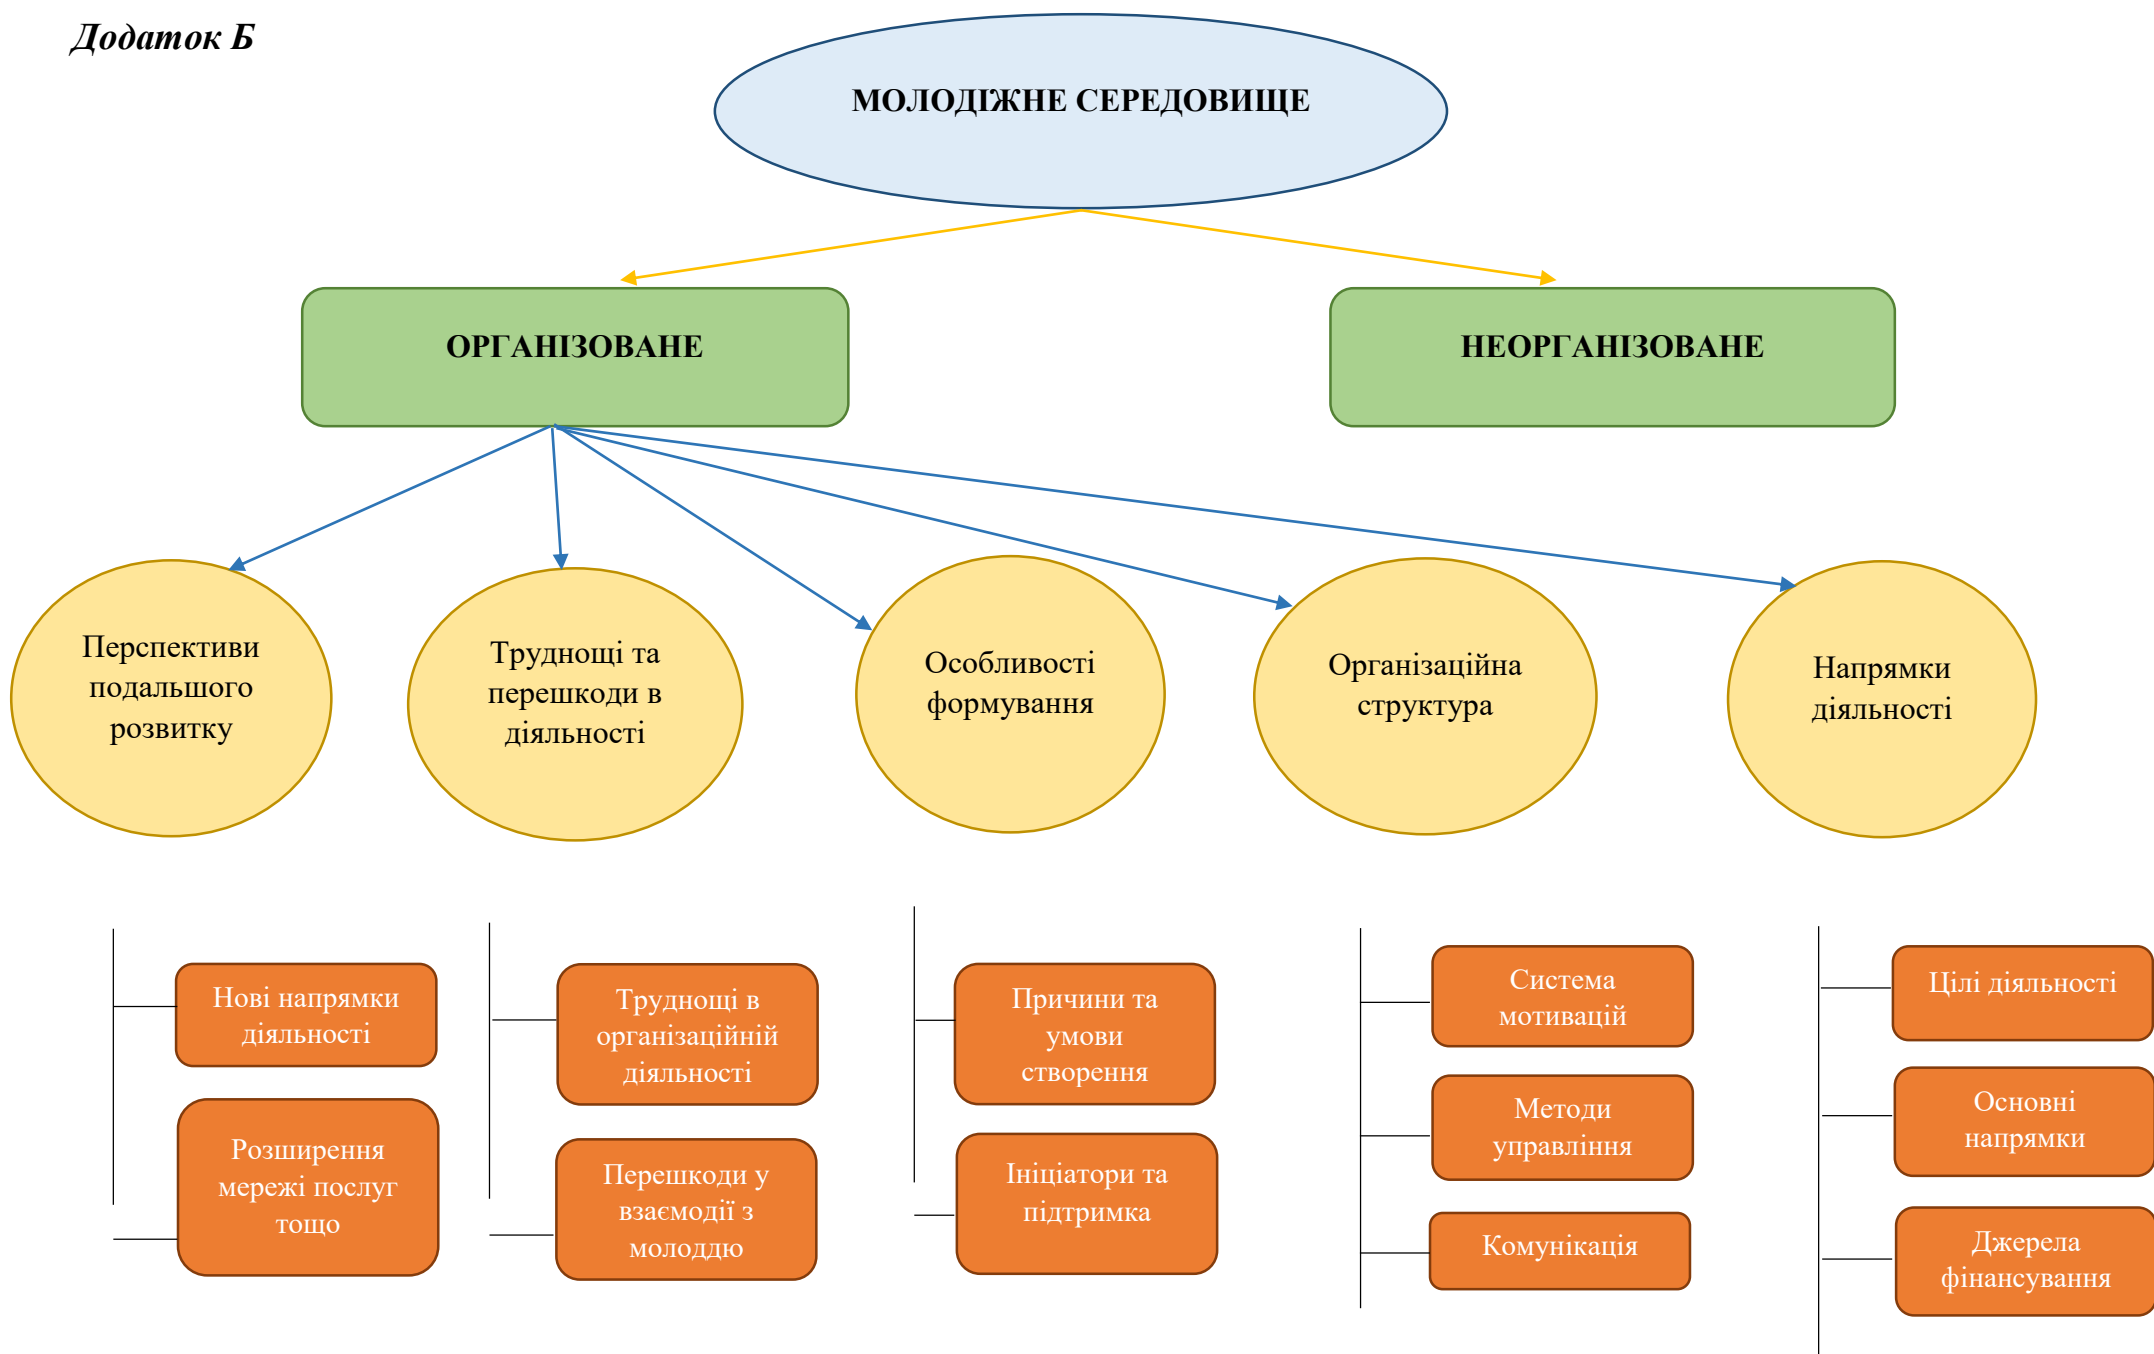 Додаток Б
МОЛОДІЖНЕ СЕРЕДОВИЩЕ
ОРГАНІЗОВАНЕ
НЕОРГАНІЗОВАНЕ
Перспективи
подальшого
розвитку
Труднощі та
перешкоди в
діяльності
Особливості
формування
Організаційна
структура
Напрямки
діяльності
Нові напрямки
діяльності
Розширення
мережі послуг
тощо
Труднощі в
організаційній
діяльності
Перешкоди у
взаємодії з
молоддю
Причини та
умови
створення
Ініціатори та
підтримка
Система
мотивацій
Методи
управління
Комунікація
Цілі діяльності
Основні
напрямки
Джерела
фінансування